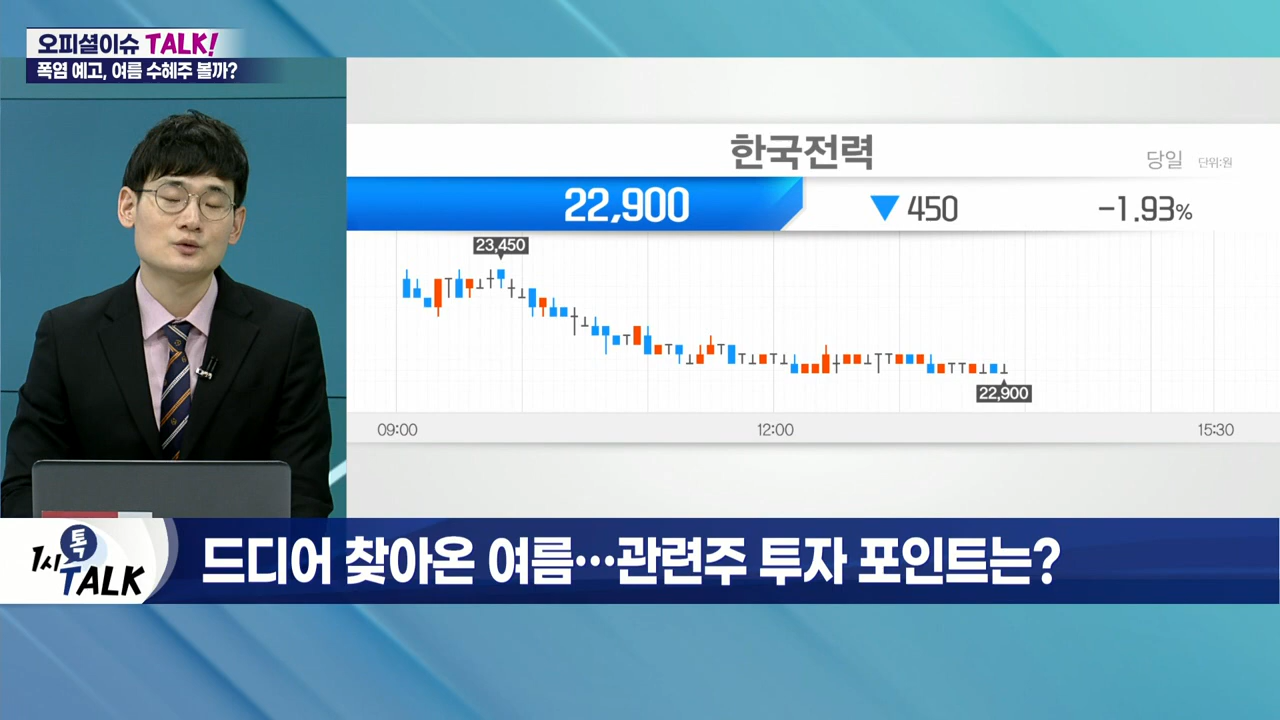 오피셜이슈 TALK!
폭염 예고, 여름 수혜주 볼까?
한국전력
당일 단위:원
22,900 ▼ 450 -1.93%
23,450
22,900
09:00 12:00 15:30
1시 톡 TALK
드디어 찾아온 여름…관련주 투자 포인트는?